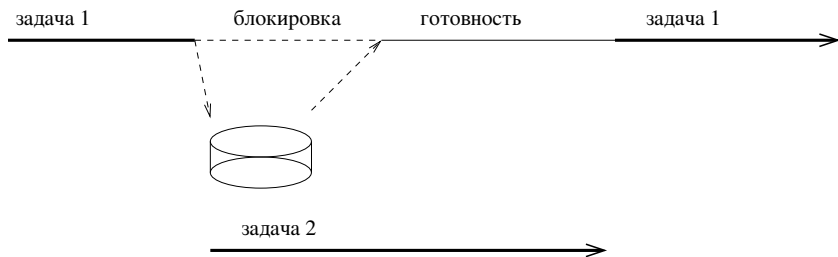 задача 1 блокировка готовность задача 1
задача 2